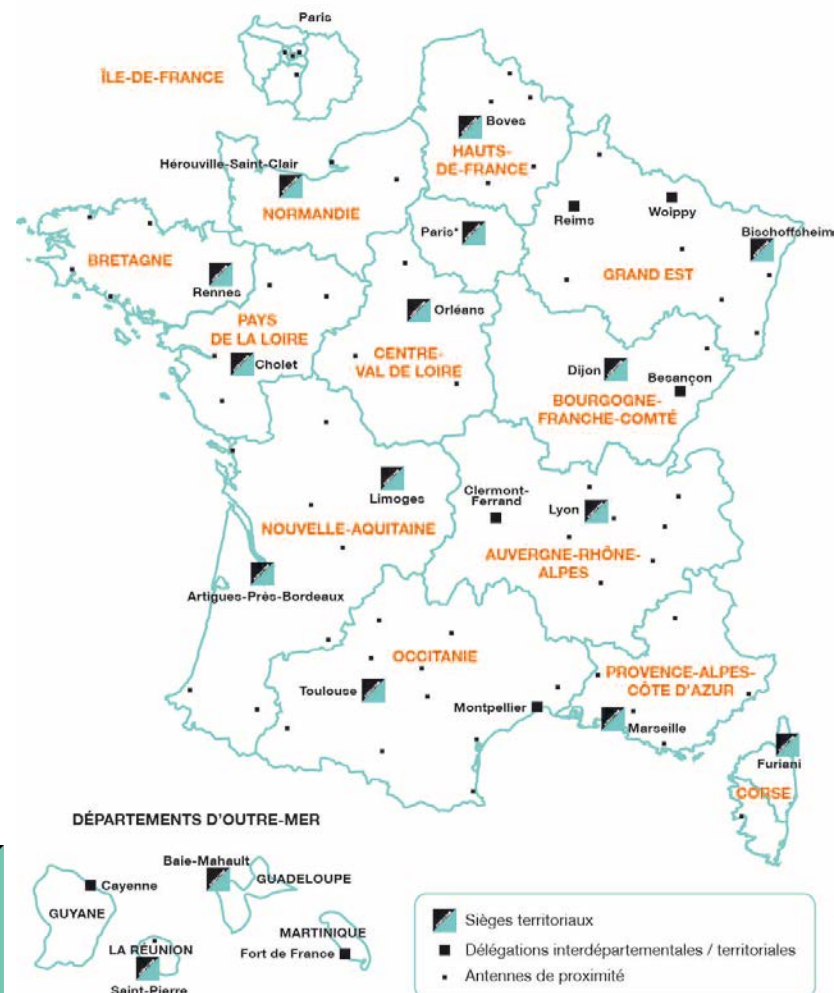 Paris
ÎLE-DE-FRANCE
Boves
HAUTS-
DE-FRANCE
Hérouville-Saint-Clair
NORMANDIE
Paris*
Reims
Woippy
Bischoffsheim
GRAND EST
BRETAGNE
Rennes
PAYS
DE LA LOIRE
Cholet
Orléans
CENTRE-
VAL DE LOIRE
Dijon
Besançon
BOURGOGNE-
FRANCHE-COMTÉ
Limoges
NOUVELLE-AQUITAINE
Artigues-Près-Bordeaux
Clermont-
Ferrand
Lyon
AUVERGNE-RHÔNE-
ALPES
OCCITANIE
Toulouse
Montpellier
PROVENCE-ALPES-
CÔTE D'AZUR
Marseille
Furiani
CORSE
DÉPARTEMENTS D'OUTRE-MER
Cayenne
GUYANE
Baie-Mahault
GUADELOUPE
LA RÉUNION
Saint-Pierre
MARTINIQUE
Fort de France
Sièges territoriaux
Délégations interdépartementales / territoriales
Antennes de proximité